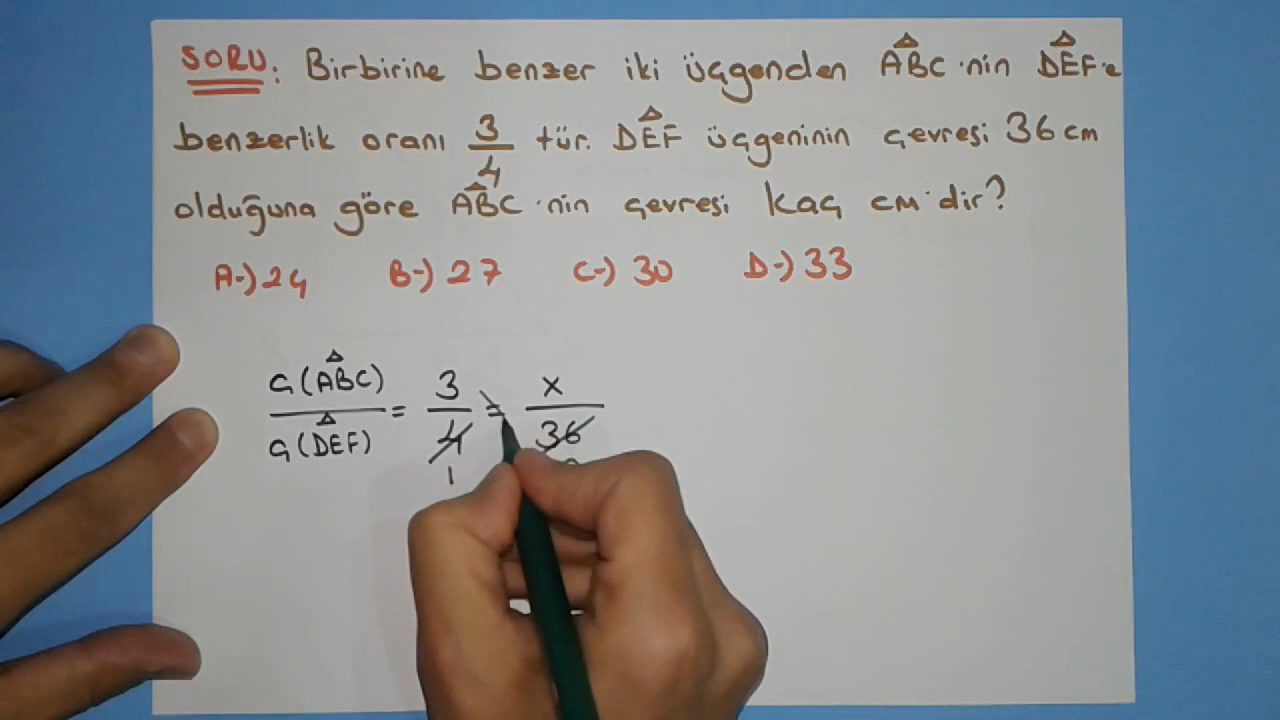 SORU: Birbirine benzer iki üçgenden ABC'nin DEF'e
benzerlik oranı 3/4 tür. DEF üçgeninin çevresi 36 cm
olduğuna göre ABC'nin çevresi kaç cm'dir?
A-) 24 B-) 27 C-) 30 D-) 33
Ç(ABC)/Ç(DEF) = 3/4 = x/36
1